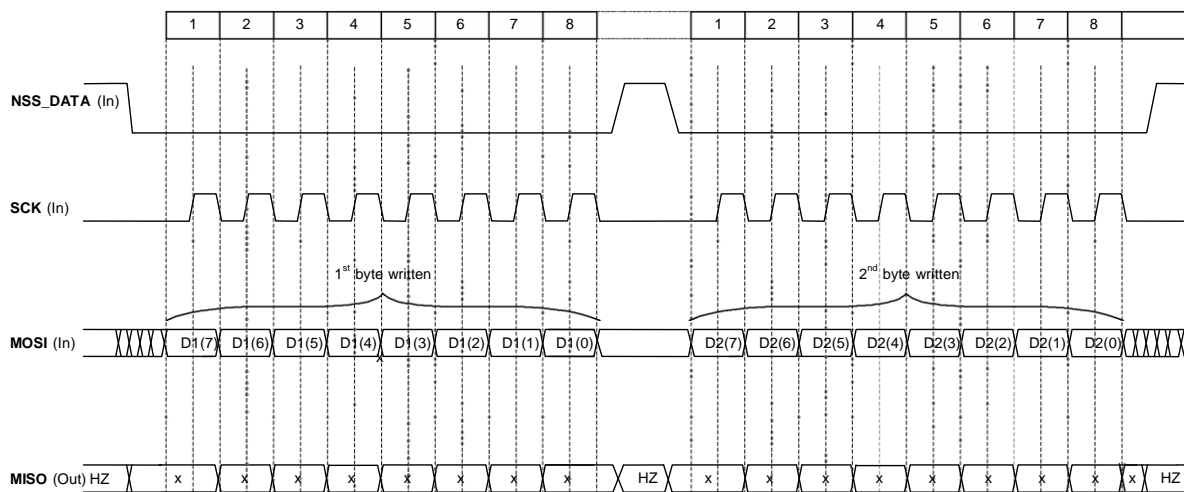 1 2 3 4 5 6 7 8 1 2 3 4 5 6 7 8
NSS_DATA (In)
SCK (In)
1st byte written 2nd byte written
MOSI (In) D1(7) D1(6) D1(5) D1(4) D1(3) D1(2) D1(1) D1(0) D2(7) D2(6) D2(5) D2(4) D2(3) D2(2) D2(1) D2(0)
MISO (Out) HZ x x x x x x x x HZ x x x x x x x x x HZ